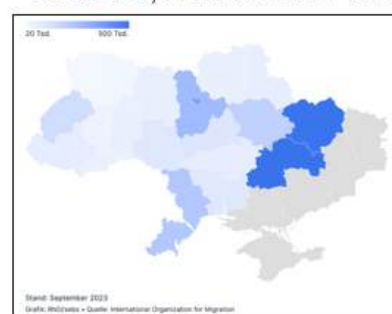 20 Tsd. 500 Tsd.
Stand: September 2023
Grafik: RND/sebs • Quelle: International Organization for Migration